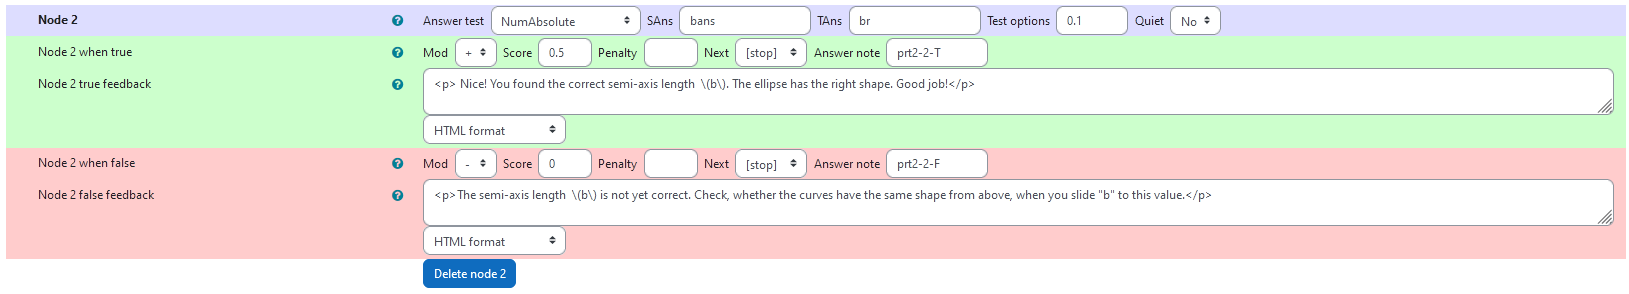 Node 2 Answer test NumAbsolute SAns bans TAns br Test options 0.1 Quiet No
Node 2 when true Mod + Score 0.5 Penalty Next [stop] Answer note prt2-2-T
Node 2 true feedback <p> Nice! You found the correct semi-axis length \(b\). The ellipse has the right shape. Good job!</p>
HTML format
Node 2 when false Mod - Score 0 Penalty Next [stop] Answer note prt2-2-F
Node 2 false feedback <p>The semi-axis length \(b\) is not yet correct. Check, whether the curves have the same shape from above, when you slide "b" to this value.</p>
HTML format
Delete node 2